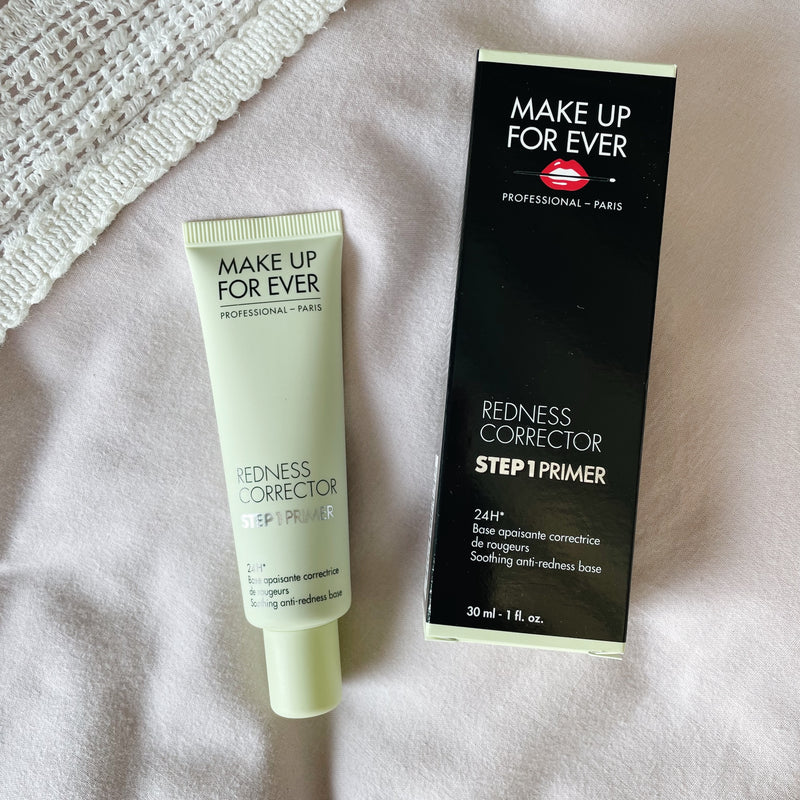 MAKE UP
FOR EVER
PROFESSIONAL – PARIS
REDNESS
CORRECTOR
STEP 1 PRIMER
24H*
Base apaisante correctrice
de rougeurs
Soothing anti-redness base
MAKE UP
FOR EVER
PROFESSIONAL – PARIS
REDNESS
CORRECTOR
STEP 1 PRIMER
24H*
Base apaisante correctrice
de rougeurs
Soothing anti-redness base
30 ml - 1 fl. oz.